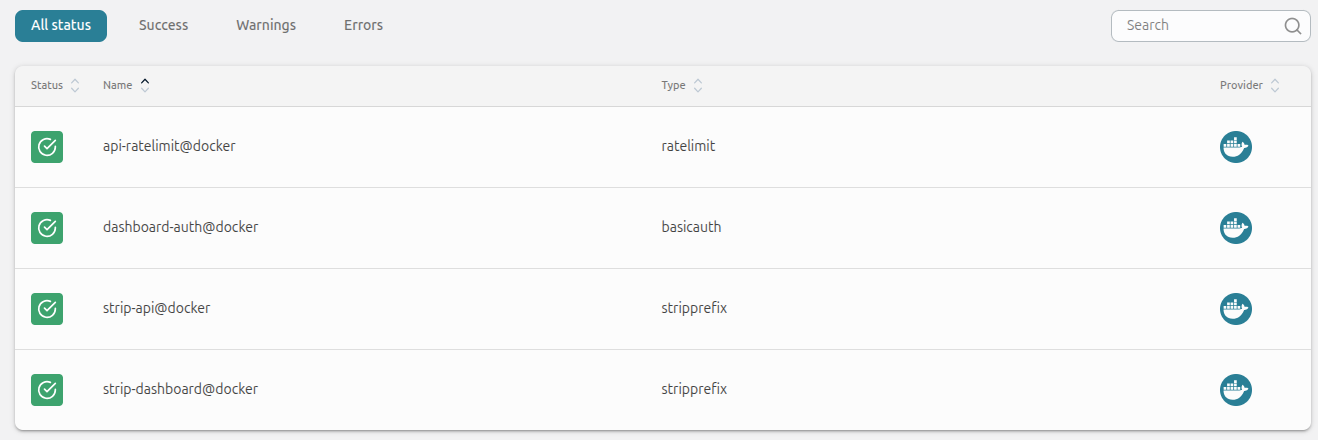 All status Success Warnings Errors Search
Status Name Type Provider
api-ratelimit@docker ratelimit
dashboard-auth@docker basicauth
strip-api@docker stripprefix
strip-dashboard@docker stripprefix